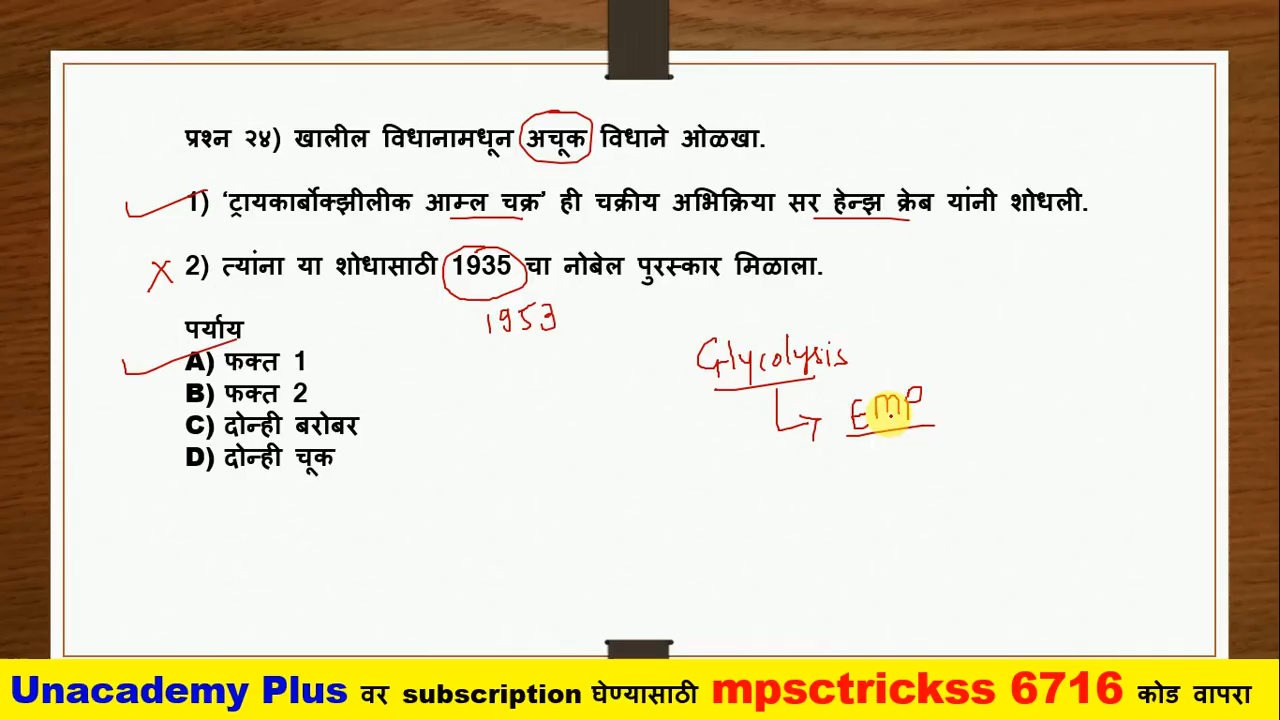 प्रश्न २४) खालील विधानामधून अचूक विधाने ओळखा.
1) ‘ट्रायकार्बोक्झीलीक आम्ल चक्र’ ही चक्रीय अभिक्रिया सर हेन्झ क्रेब यांनी शोधली.
2) त्यांना या शोधासाठी 1935 चा नोबेल पुरस्कार मिळाला.
1953
पर्याय
A) फक्त 1
B) फक्त 2
C) दोन्ही बरोबर
D) दोन्ही चूक
Glycolysis
EMP
Unacademy Plus वर subscription घेण्यासाठी mpsctrickss 6716 कोड वापरा